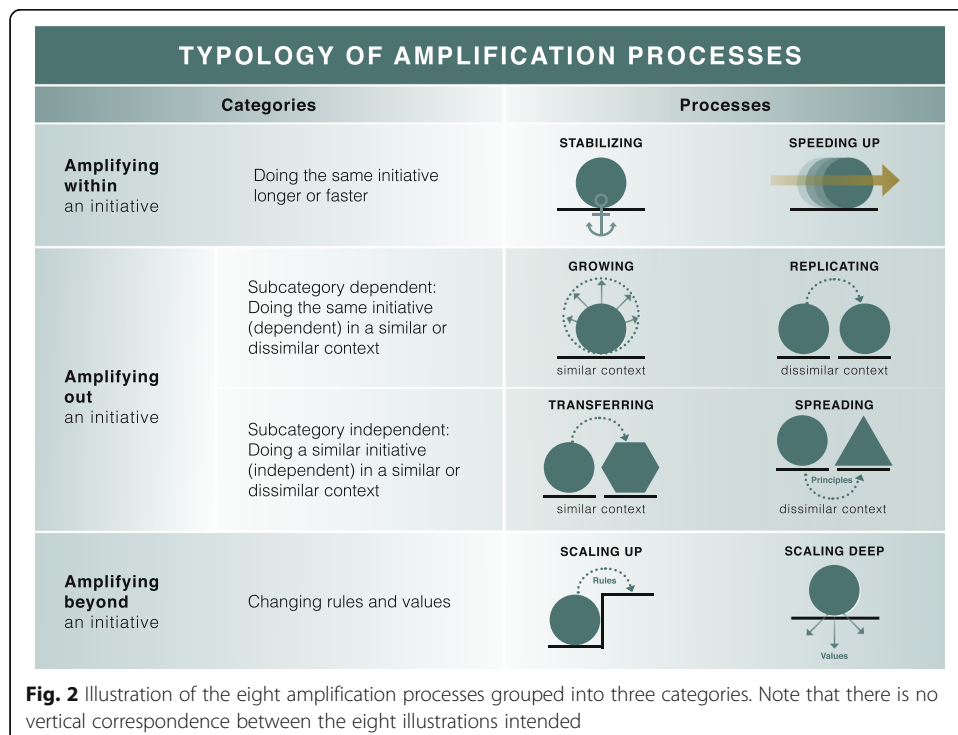 TYPOLOGY OF AMPLIFICATION PROCESSES
Categories
Processes
Amplifying
within
an initiative
Doing the same initiative
longer or faster
STABILIZING
SPEEDING UP
Amplifying
out
an initiative
Subcategory dependent:
Doing the same initiative
(dependent) in a similar or
dissimilar context
GROWING
similar context
REPLICATING
dissimilar context
Subcategory independent:
Doing a similar initiative
(independent) in a similar or
dissimilar context
TRANSFERRING
similar context
SPREADING
Principles
dissimilar context
Amplifying
beyond
an initiative
Changing rules and values
SCALING UP
Rules
SCALING DEEP
Values
Fig. 2 Illustration of the eight amplification processes grouped into three categories. Note that there is no
vertical correspondence between the eight illustrations intended